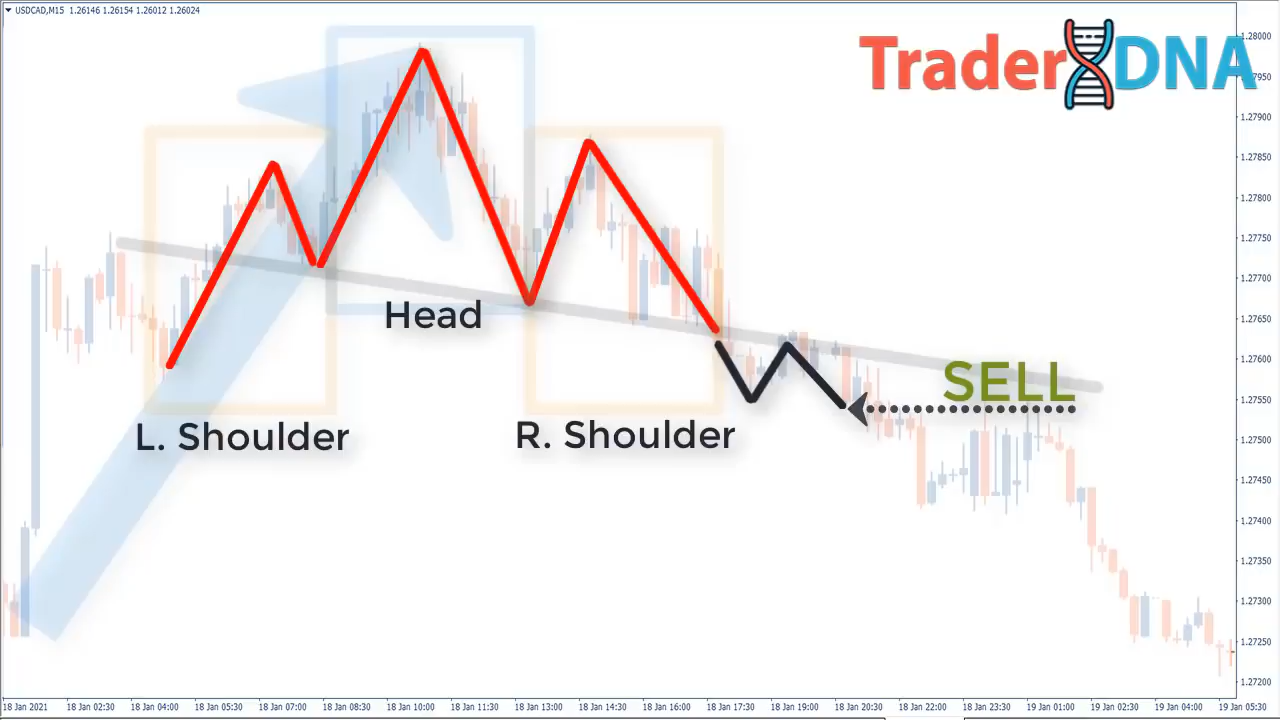 USDCAD,M15 1.26146 1.26154 1.26012 1.26024
TraderDNA
1.28000
1.27950
1.27900
1.27850
1.27800
1.27750
1.27700
1.27650
1.27600
1.27550
1.27500
1.27450
1.27400
1.27350
1.27300
1.27250
1.27200
Head
SELL
L. Shoulder
R. Shoulder
18 Jan 2021
18 Jan 02:30
18 Jan 04:00
18 Jan 05:30
18 Jan 07:00
18 Jan 08:30
18 Jan 10:00
18 Jan 11:30
18 Jan 13:00
18 Jan 14:30
18 Jan 16:00
18 Jan 17:30
18 Jan 19:00
18 Jan 20:30
18 Jan 22:00
18 Jan 23:30
19 Jan 01:00
19 Jan 02:30
19 Jan 04:00
19 Jan 05:30